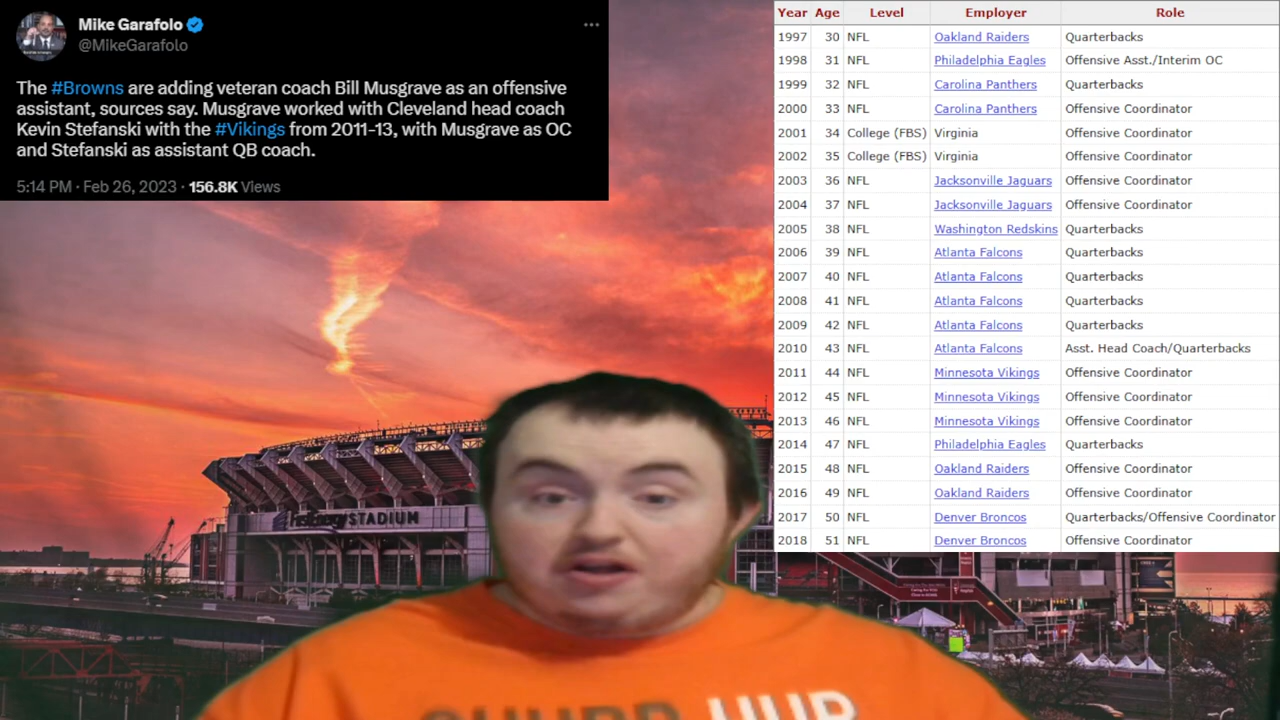 Mike Garafolo
@MikeGarafolo
The #Browns are adding veteran coach Bill Musgrave as an offensive
assistant, sources say. Musgrave worked with Cleveland head coach
Kevin Stefanski with the #Vikings from 2011-13, with Musgrave as OC
and Stefanski as assistant QB coach.
5:14 PM · Feb 26, 2023 · 156.8K Views
Year Age Level Employer Role
1997 30 NFL Oakland Raiders Quarterbacks
1998 31 NFL Philadelphia Eagles Offensive Asst./Interim OC
1999 32 NFL Carolina Panthers Quarterbacks
2000 33 NFL Carolina Panthers Offensive Coordinator
2001 34 College (FBS) Virginia Offensive Coordinator
2002 35 College (FBS) Virginia Offensive Coordinator
2003 36 NFL Jacksonville Jaguars Offensive Coordinator
2004 37 NFL Jacksonville Jaguars Offensive Coordinator
2005 38 NFL Washington Redskins Quarterbacks
2006 39 NFL Atlanta Falcons Quarterbacks
2007 40 NFL Atlanta Falcons Quarterbacks
2008 41 NFL Atlanta Falcons Quarterbacks
2009 42 NFL Atlanta Falcons Quarterbacks
2010 43 NFL Atlanta Falcons Asst. Head Coach/Quarterbacks
2011 44 NFL Minnesota Vikings Offensive Coordinator
2012 45 NFL Minnesota Vikings Offensive Coordinator
2013 46 NFL Minnesota Vikings Offensive Coordinator
2014 47 NFL Philadelphia Eagles Quarterbacks
2015 48 NFL Oakland Raiders Offensive Coordinator
2016 49 NFL Oakland Raiders Offensive Coordinator
2017 50 NFL Denver Broncos Quarterbacks/Offensive Coordinator
2018 51 NFL Denver Broncos Offensive Coordinator
STADIUM
HUB